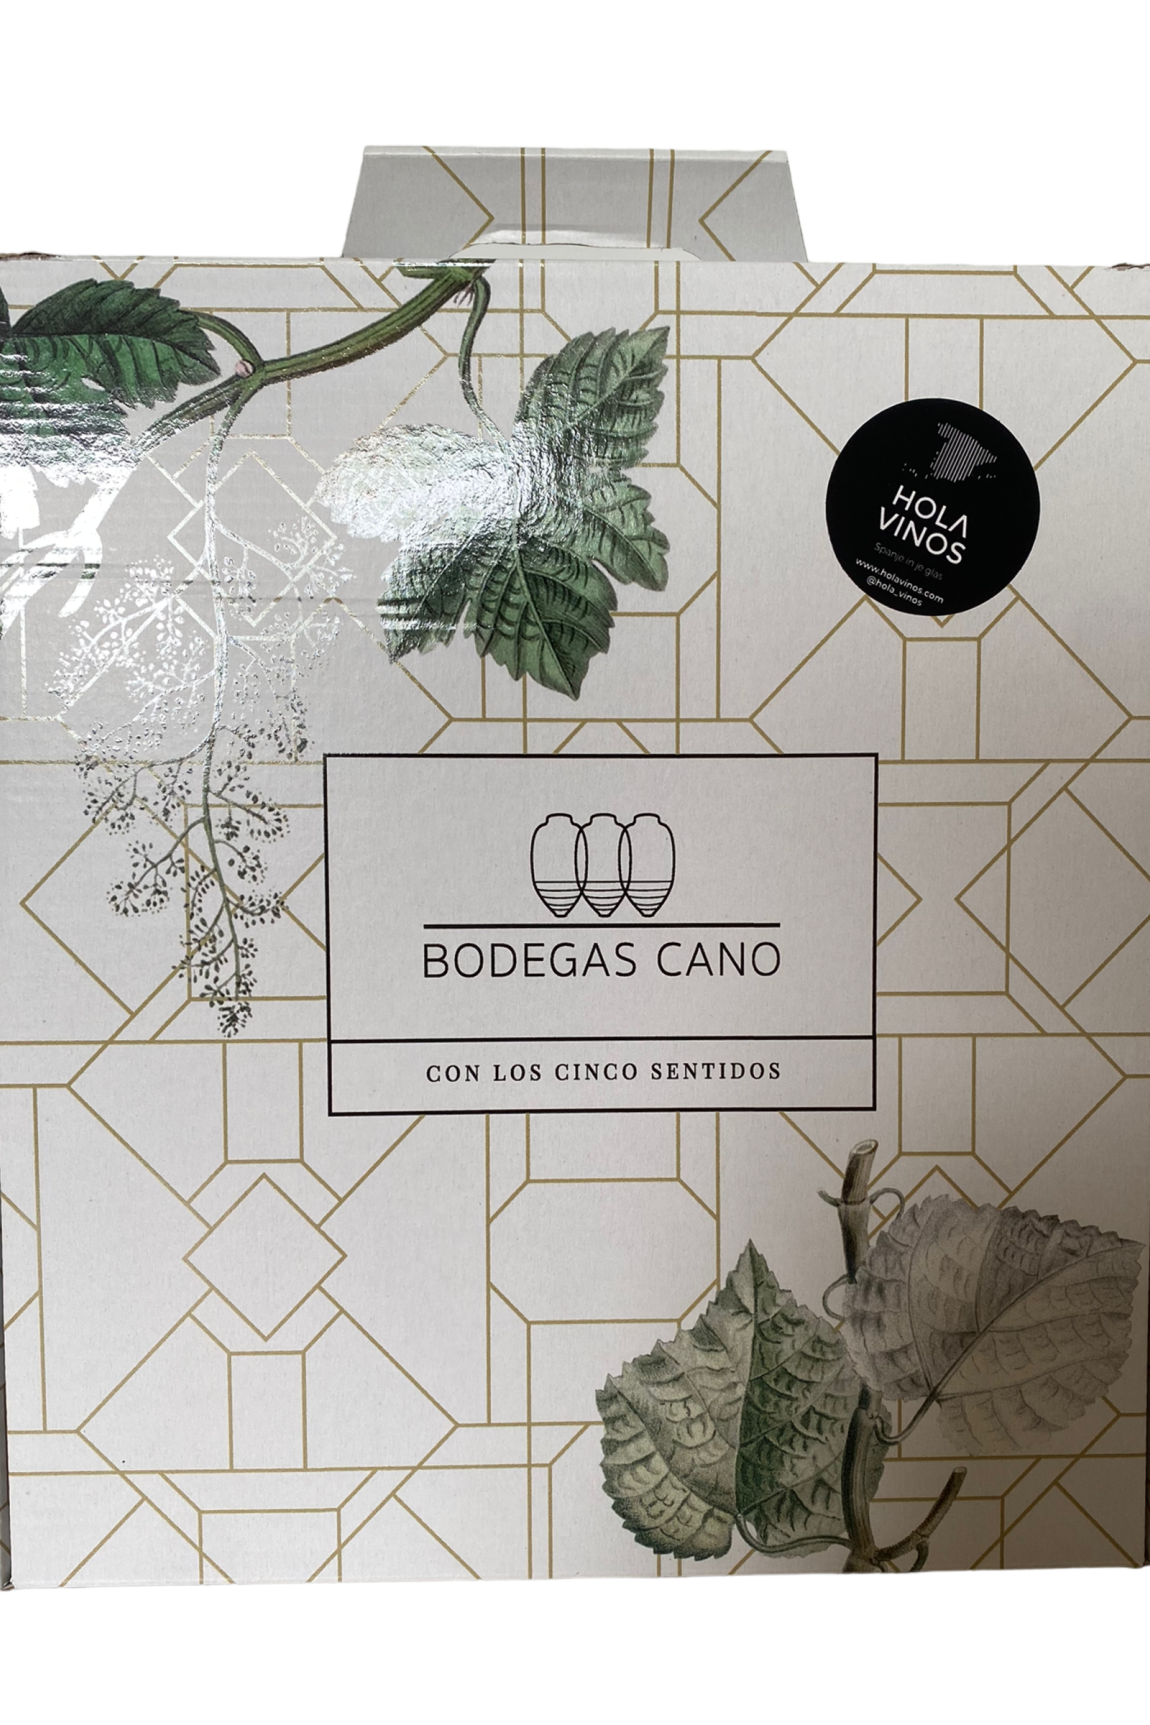 HOLA
VINOS
Spanje in je glas
www.holavinos.com
@hola_vinos
BODEGAS CANO
CON LOS CINCO SENTIDOS